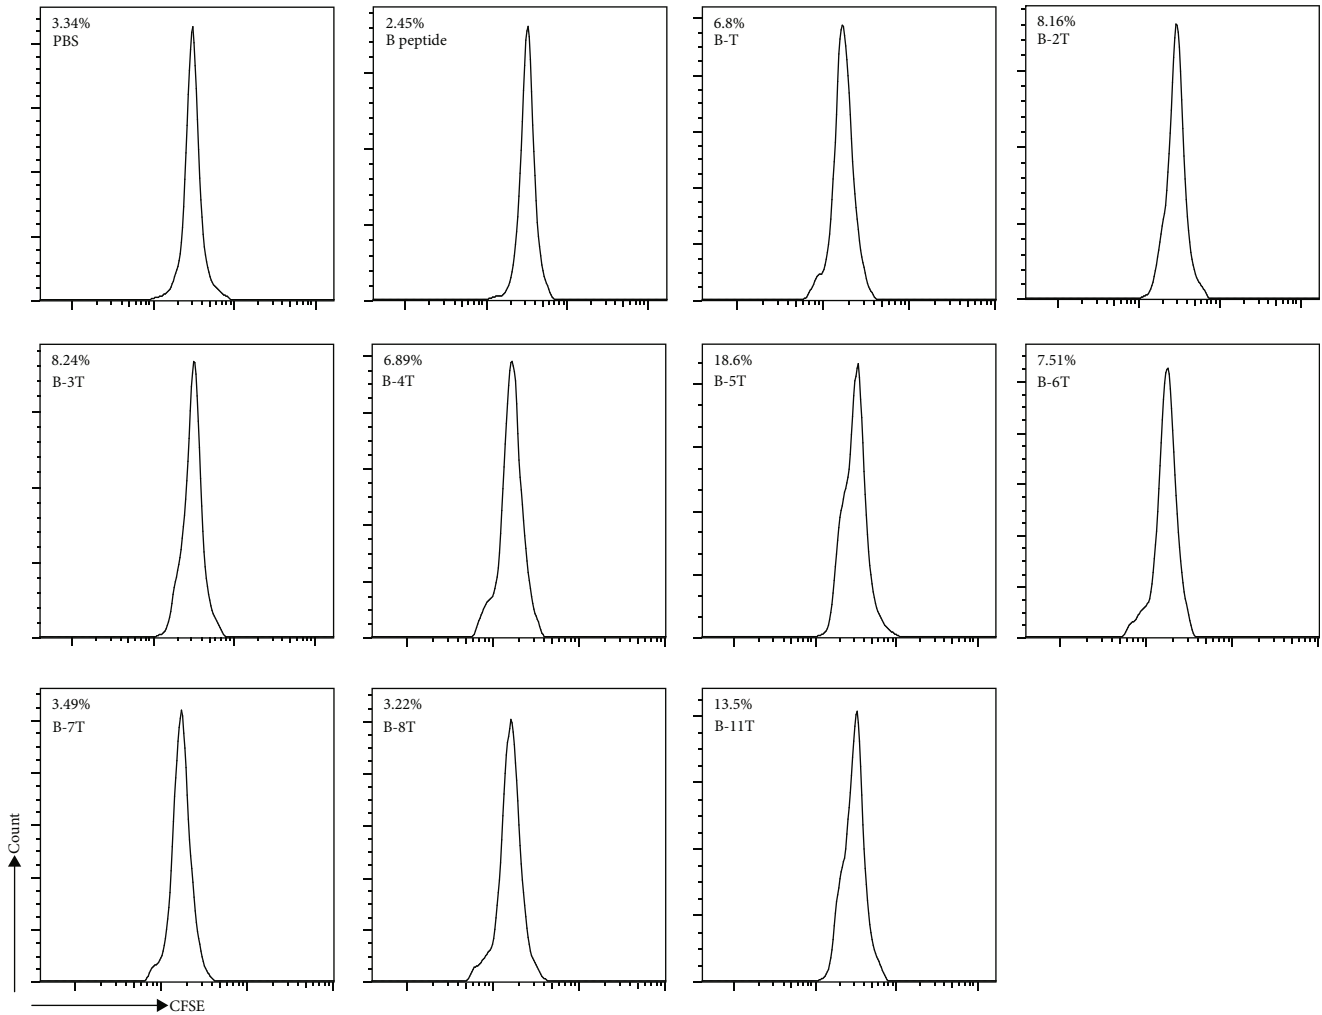 3.34%
PBS
2.45%
B peptide
6.8%
B-T
8.16%
B-2T
8.24%
B-3T
6.89%
B-4T
18.6%
B-5T
7.51%
B-6T
3.49%
B-7T
3.22%
B-8T
13.5%
B-11T
Count
CFSE